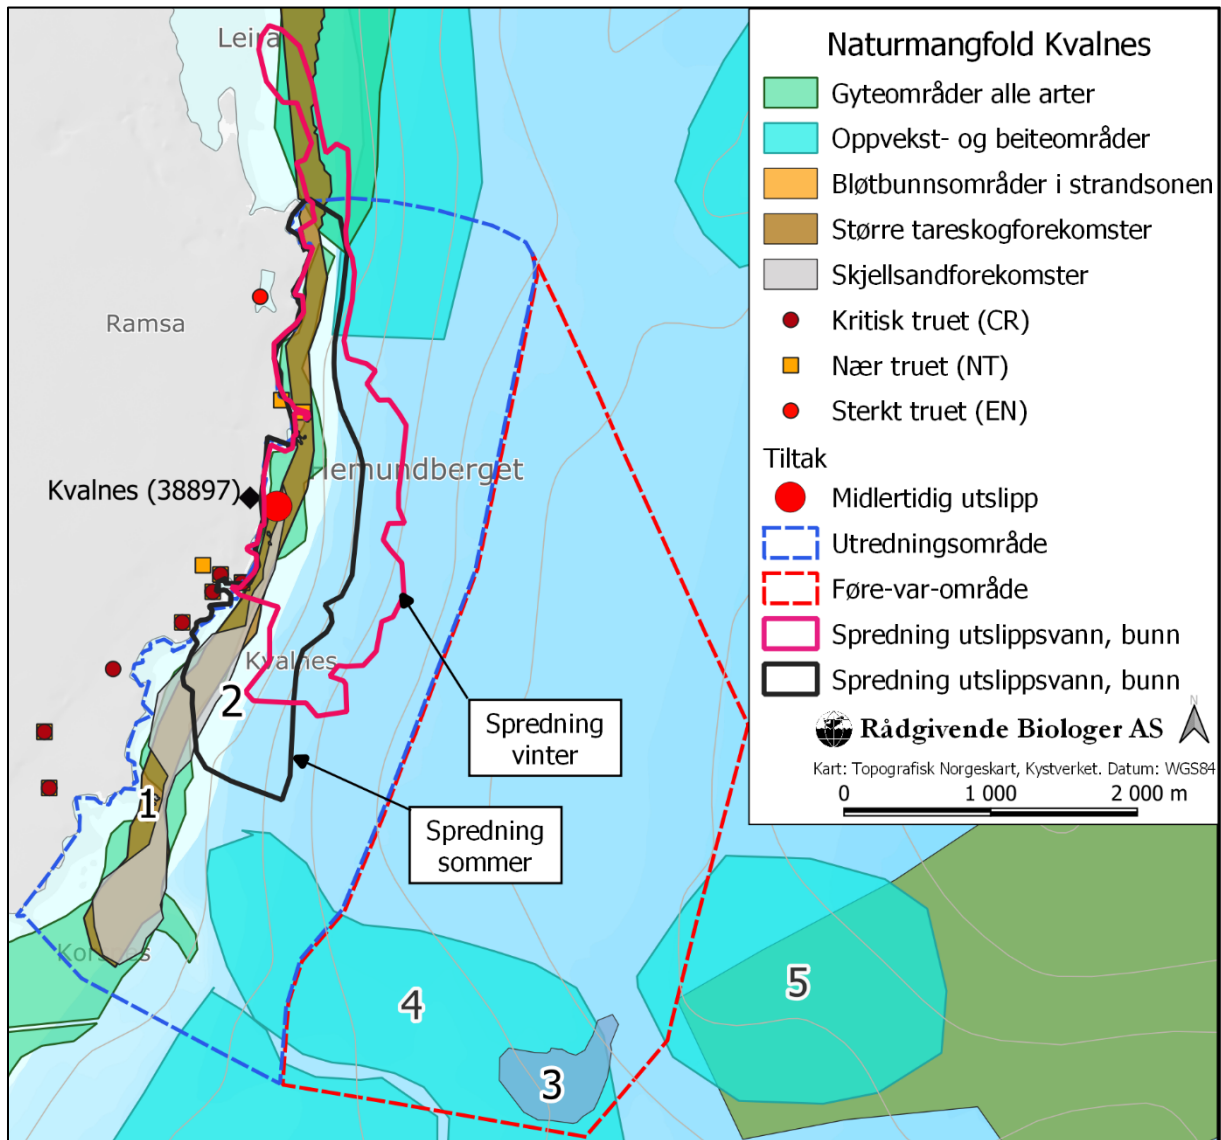 Leira
Ramsa
Kvalnes (38897)
Hemundberget
Kvalnes
2
1
Korsnes
4
3
5
Spredning
vinter
Spredning
sommer
Naturmangfold Kvalnes
Gyteområder alle arter
Oppvekst- og beiteområder
Bløtbunnsområder i strandsonen
Større tareskogforekomster
Skjellsandforekomster
Kritisk truet (CR)
Nær truet (NT)
Sterkt truet (EN)
Tiltak
Midlertidig utslipp
Utredningsområde
Føre-var-område
Spredning utslippsvann, bunn
Spredning utslippsvann, bunn
Rådgivende Biologer AS
N
Kart: Topografisk Norgeskart, Kystverket. Datum: WGS84
0 1 000 2 000 m